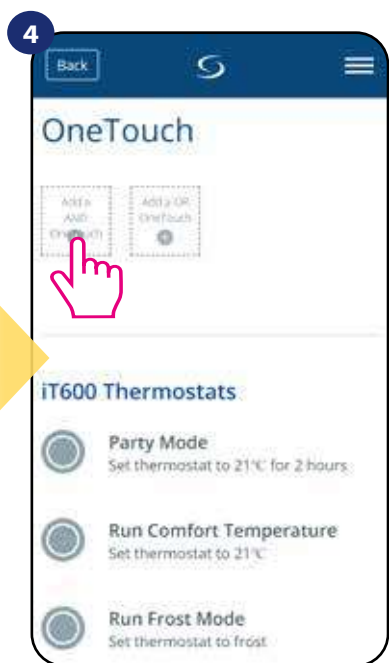 4
Back
OneTouch
Add a
AND
OneTouch
Add a OR
OneTouch
iT600 Thermostats
Party Mode
Set thermostat to 21°C for 2 hours
Run Comfort Temperature
Set thermostat to 21°C
Run Frost Mode
Set thermostat to frost